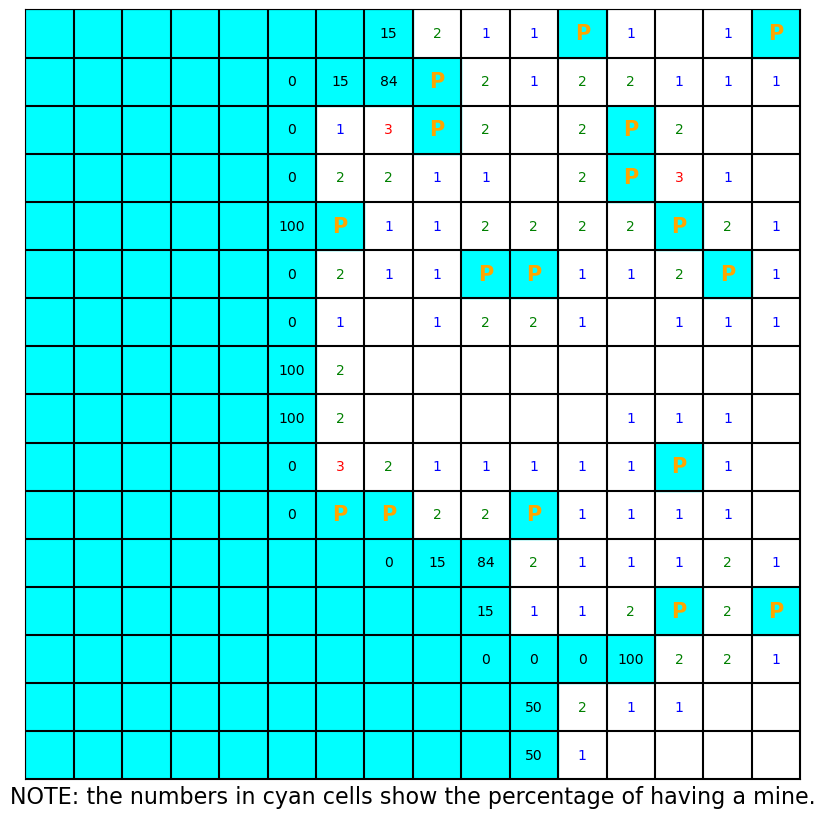 15 2 1 1 P 1 1 P
0 15 84 P 2 1 2 2 1 1 1
0 1 3 P 2 2 P 2
0 2 2 1 1 2 P 3 1
100 P 1 1 2 2 2 2 P 2 1
0 2 1 1 P P 1 1 2 P 1
0 1 1 2 2 1 1 1 1
100 2
100 2 1 1 1
0 3 2 1 1 1 1 1 P 1
0 P P 2 2 P 1 1 1 1
0 15 84 2 1 1 1 2 1
15 1 1 2 P 2 P
0 0 0 100 2 2 1
50 2 1 1
50 1
NOTE: the numbers in cyan cells show the percentage of having a mine.